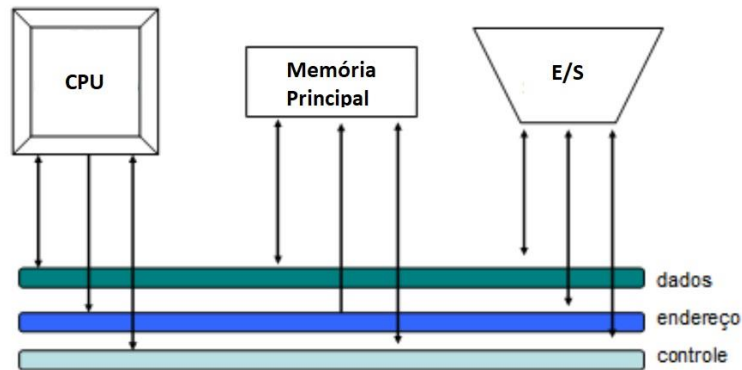 CPU
Memória
Principal
E/S
dados
endereço
controle